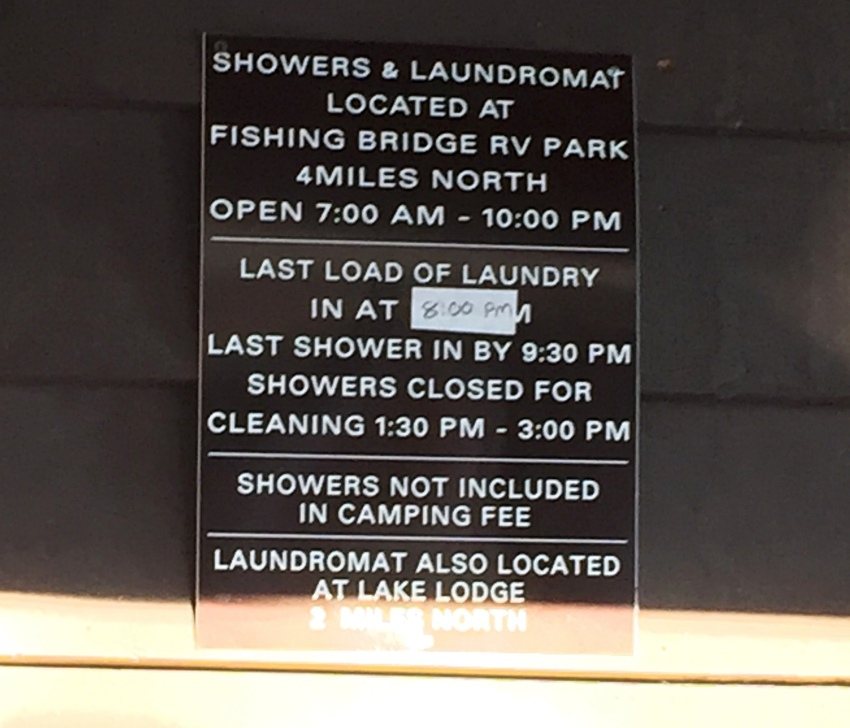 SHOWERS & LAUNDROMAT
LOCATED AT
FISHING BRIDGE RV PARK
4MILES NORTH
OPEN 7:00 AM - 10:00 PM
LAST LOAD OF LAUNDRY
IN AT 8:00 PM
LAST SHOWER IN BY 9:30 PM
SHOWERS CLOSED FOR
CLEANING 1:30 PM - 3:00 PM
SHOWERS NOT INCLUDED
IN CAMPING FEE
LAUNDROMAT ALSO LOCATED
AT LAKE LODGE
2 MILES NORTH